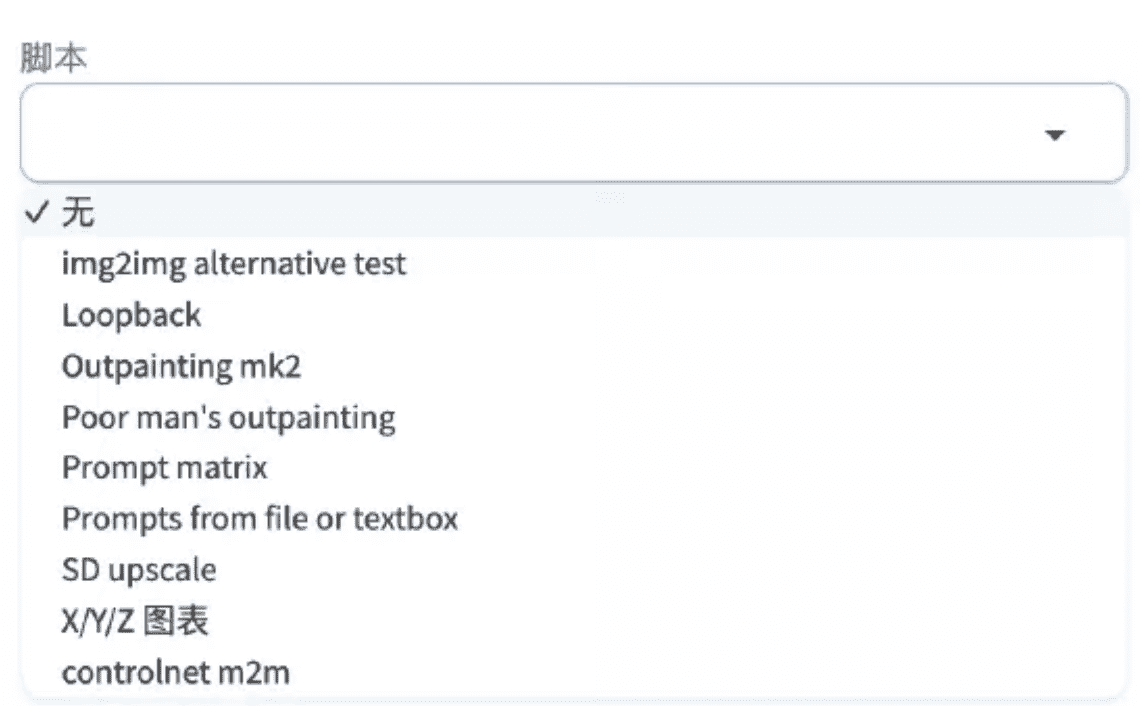 脚本
✓ 无
img2img alternative test
Loopback
Outpainting mk2
Poor man's outpainting
Prompt matrix
Prompts from file or textbox
SD upscale
X/Y/Z 图表
controlnet m2m